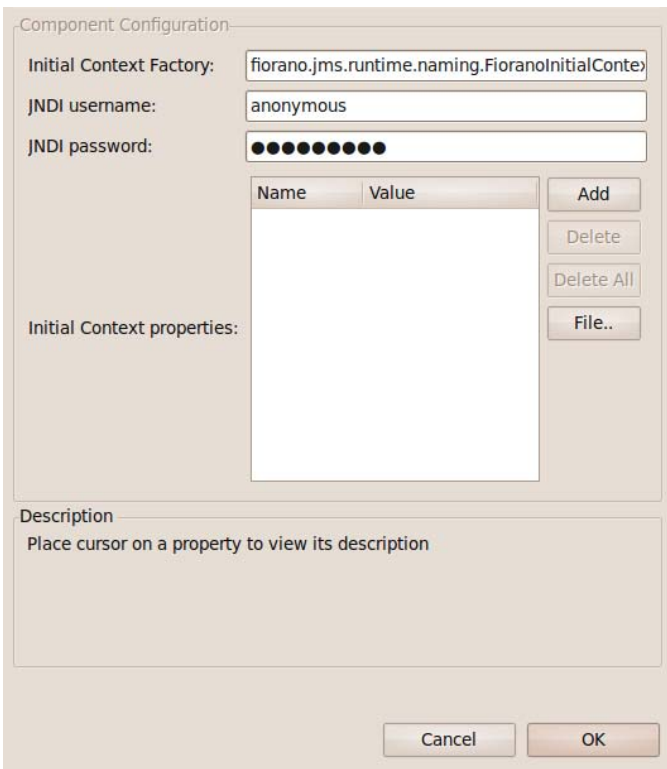 Component Configuration
Initial Context Factory: fiorano.jms.runtime.naming.FioranoInitialContex
JNDI username: anonymous
JNDI password: ●●●●●●●●●
Name Value Add
Delete
Delete All
Initial Context properties: File..
Description
Place cursor on a property to view its description
Cancel OK